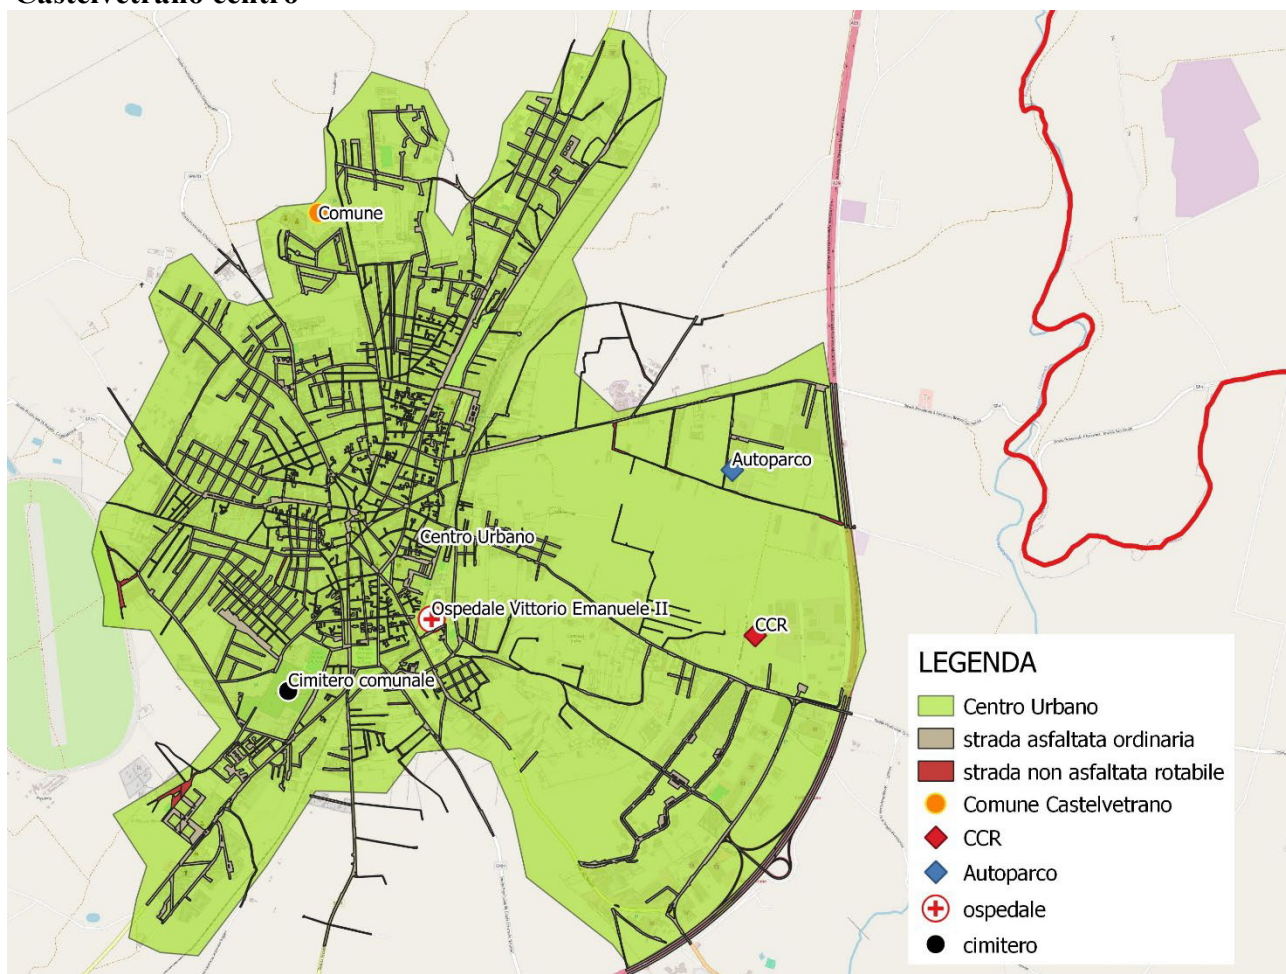 Castelvetrano centro
Comune
Autoparco
Centro Urbano
Ospedale Vittorio Emanuele II
CCR
Cimitero comunale
LEGENDA
Centro Urbano
strada asfaltata ordinaria
strada non asfaltata rotabile
Comune Castelvetrano
CCR
Autoparco
ospedale
cimitero